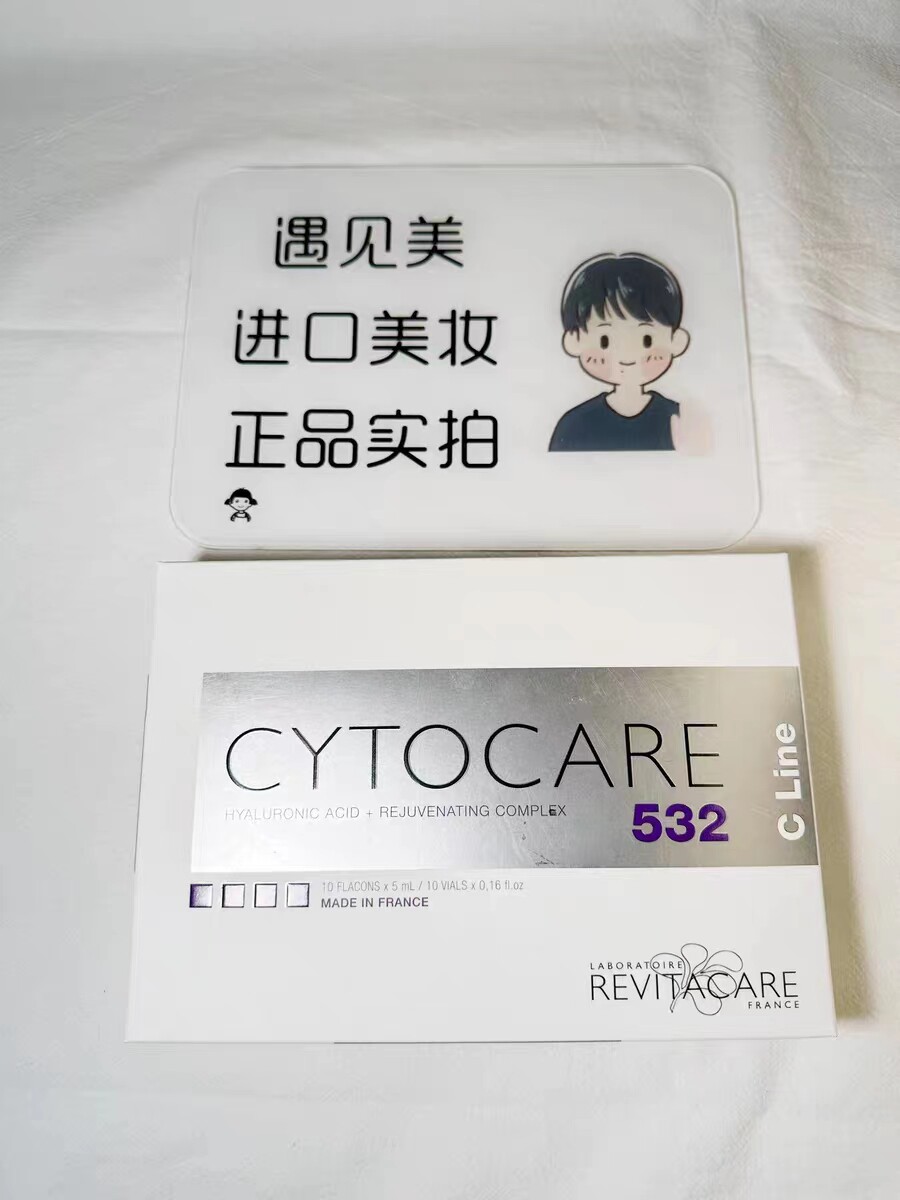 遇见美
进口美妆
正品实拍
CYTOCARE
HYALURONIC ACID + REJUVENATING COMPLEX
532
C Line
10 FLACONS x 5 mL / 10 VIALS x 0,16 fl.oz
MADE IN FRANCE
LABORATOIRE
REVITACARE
FRANCE